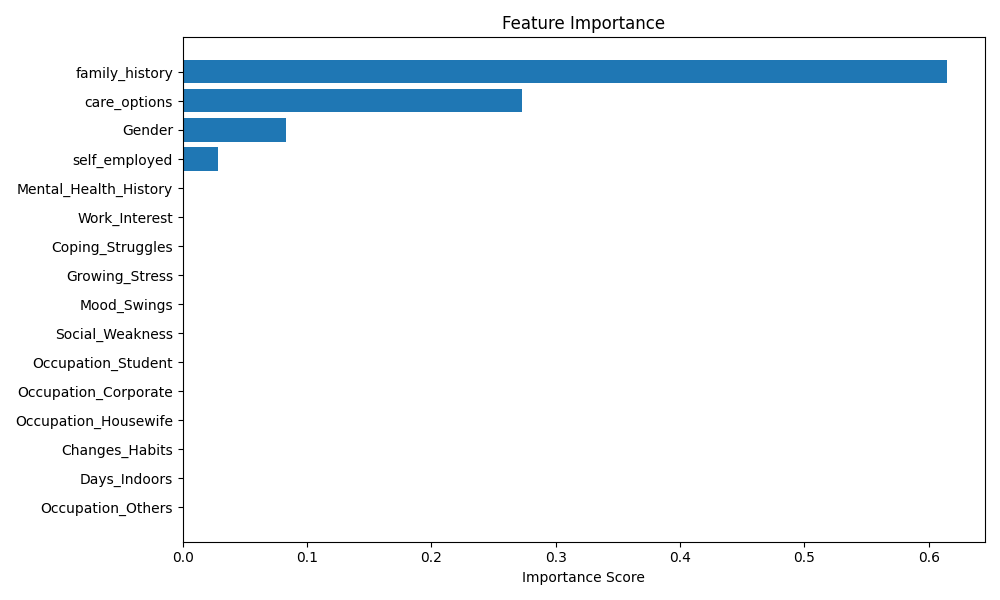 Feature Importance
family_history
care_options
Gender
self_employed
Mental_Health_History
Work_Interest
Coping_Struggles
Growing_Stress
Mood_Swings
Social_Weakness
Occupation_Student
Occupation_Corporate
Occupation_Housewife
Changes_Habits
Days_Indoors
Occupation_Others
0.0 0.1 0.2 0.3 0.4 0.5 0.6
Importance Score